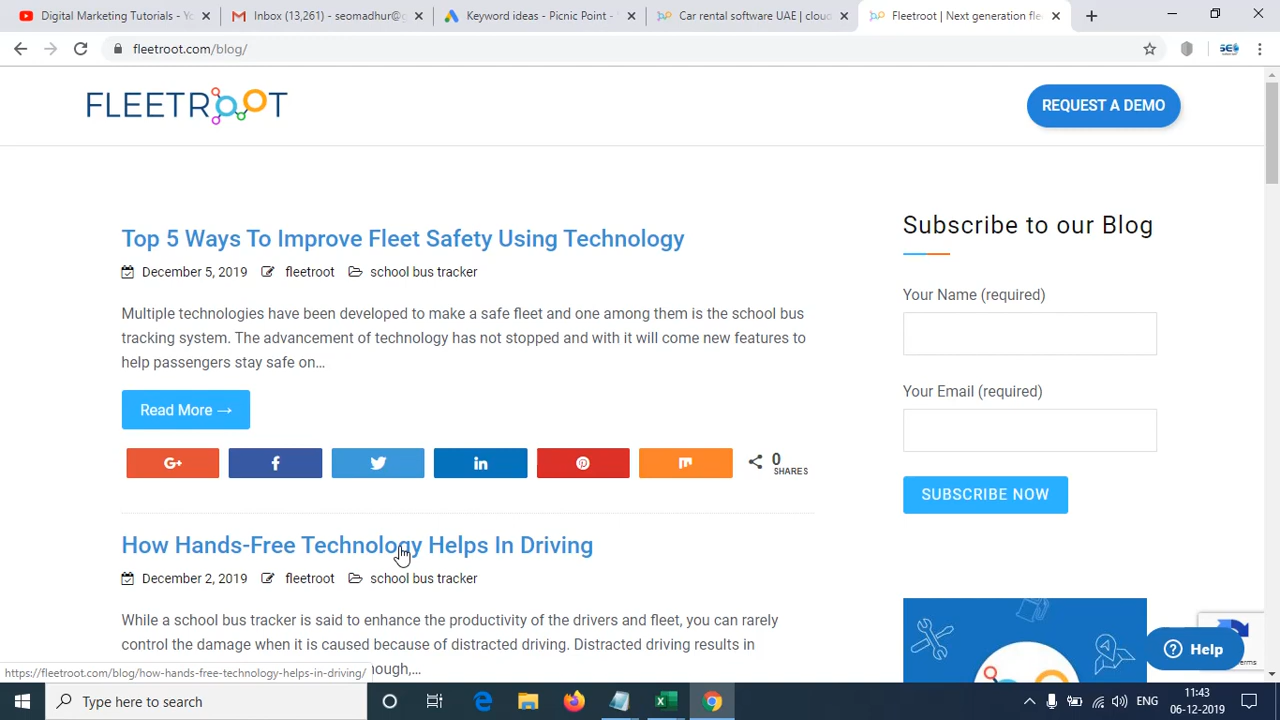 Digital Marketing Tutorials - Yo
Inbox (13,261) - seomadhur@g
Keyword ideas - Picnic Point -
Car rental software UAE | cloud
Fleetroot | Next generation flee
fleetroot.com/blog/
SEO
FLEETROOT
REQUEST A DEMO
Top 5 Ways To Improve Fleet Safety Using Technology
December 5, 2019 fleetroot school bus tracker
Multiple technologies have been developed to make a safe fleet and one among them is the school bus
tracking system. The advancement of technology has not stopped and with it will come new features to
help passengers stay safe on…
Read More →
G+ f in
0
SHARES
How Hands-Free Technology Helps In Driving
December 2, 2019 fleetroot school bus tracker
While a school bus tracker is said to enhance the productivity of the drivers and fleet, you can rarely
control the damage when it is caused because of distracted driving. Distracted driving results in
hough,…
Subscribe to our Blog
Your Name (required)
Your Email (required)
SUBSCRIBE NOW
Help
https://fleetroot.com/blog/how-hands-free-technology-helps-in-driving/
Type here to search
ENG
11:43
06-12-2019